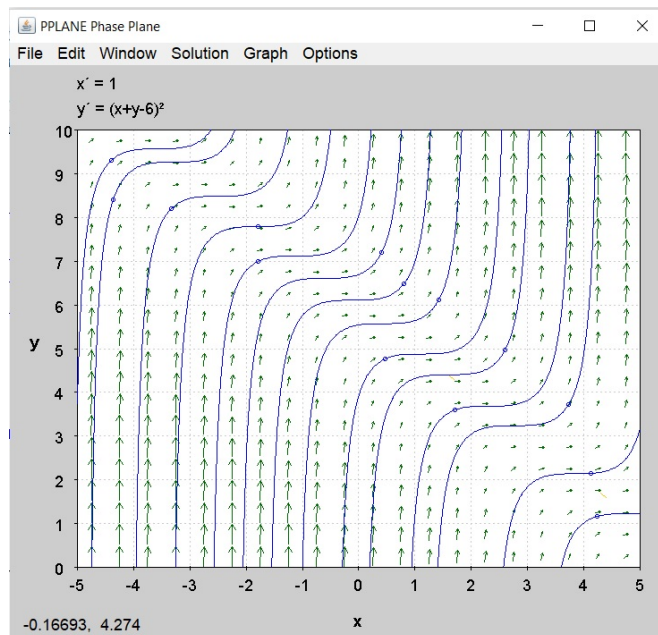 PPLANE Phase Plane
File Edit Window Solution Graph Options
x´ = 1
y´ = (x+y-6)²
10
9
8
7
6
y
5
4
3
2
1
0
-5 -4 -3 -2 -1 0 1 2 3 4 5
x
-0.16693, 4.274